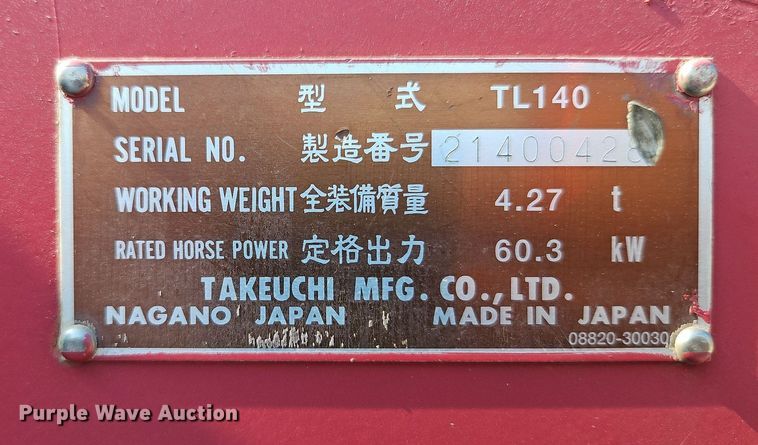 MODEL 型式 TL140
SERIAL NO. 製造番号 21400428
WORKING WEIGHT 全装備質量 4.27 t
RATED HORSE POWER 定格出力 60.3 kW
TAKEUCHI MFG. CO., LTD.
NAGANO JAPAN MADE IN JAPAN
08820-30030
Purple Wave Auction